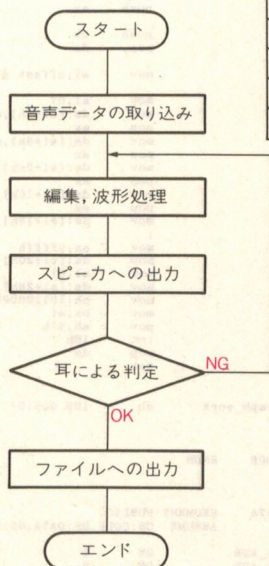 スタート
音声データの取り込み
編集,波形処理
スピーカへの出力
耳による判定
NG
OK
ファイルへの出力
エンド